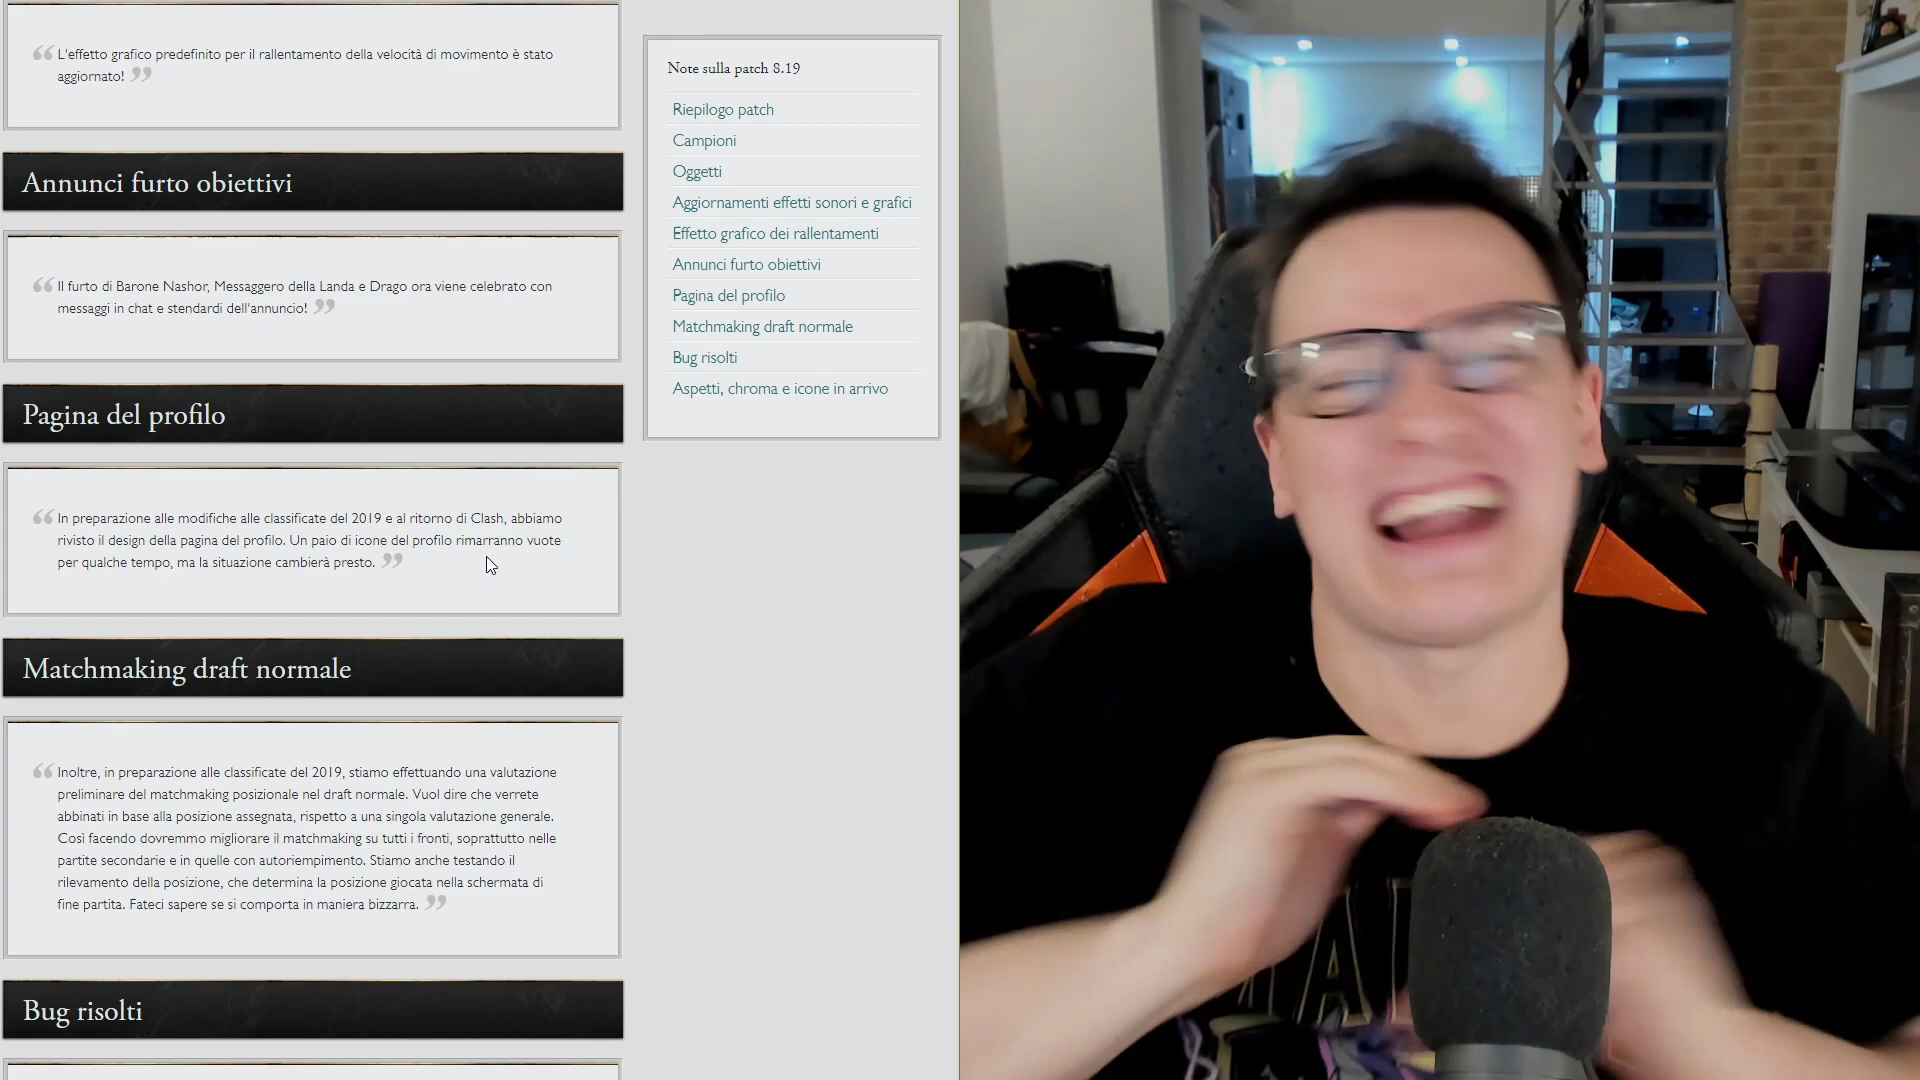 L'effetto grafico predefinito per il rallentamento della velocità di movimento è stato
aggiornato!
Annunci furto obiettivi
Il furto di Barone Nashor, Messaggero della Landa e Drago ora viene celebrato con
messaggi in chat e stendardi dell'annuncio!
Pagina del profilo
In preparazione alle modifiche alle classificate del 2019 e al ritorno di Clash, abbiamo
rivisto il design della pagina del profilo. Un paio di icone del profilo rimarranno vuote
per qualche tempo, ma la situazione cambierà presto.
Matchmaking draft normale
Inoltre, in preparazione alle classificate del 2019, stiamo effettuando una valutazione
preliminare del matchmaking posizionale nel draft normale. Vuol dire che verrete
abbinati in base alla posizione assegnata, rispetto a una singola valutazione generale.
Così facendo dovremmo migliorare il matchmaking su tutti i fronti, soprattutto nelle
partite secondarie e in quelle con autoriempimento. Stiamo anche testando il
rilevamento della posizione, che determina la posizione giocata nella schermata di
fine partita. Fateci sapere se si comporta in maniera bizzarra.
Bug risolti
Note sulla patch 8.19
Riepilogo patch
Campioni
Oggetti
Aggiornamenti effetti sonori e grafici
Effetto grafico dei rallentamenti
Annunci furto obiettivi
Pagina del profilo
Matchmaking draft normale
Bug risolti
Aspetti, chroma e icone in arrivo